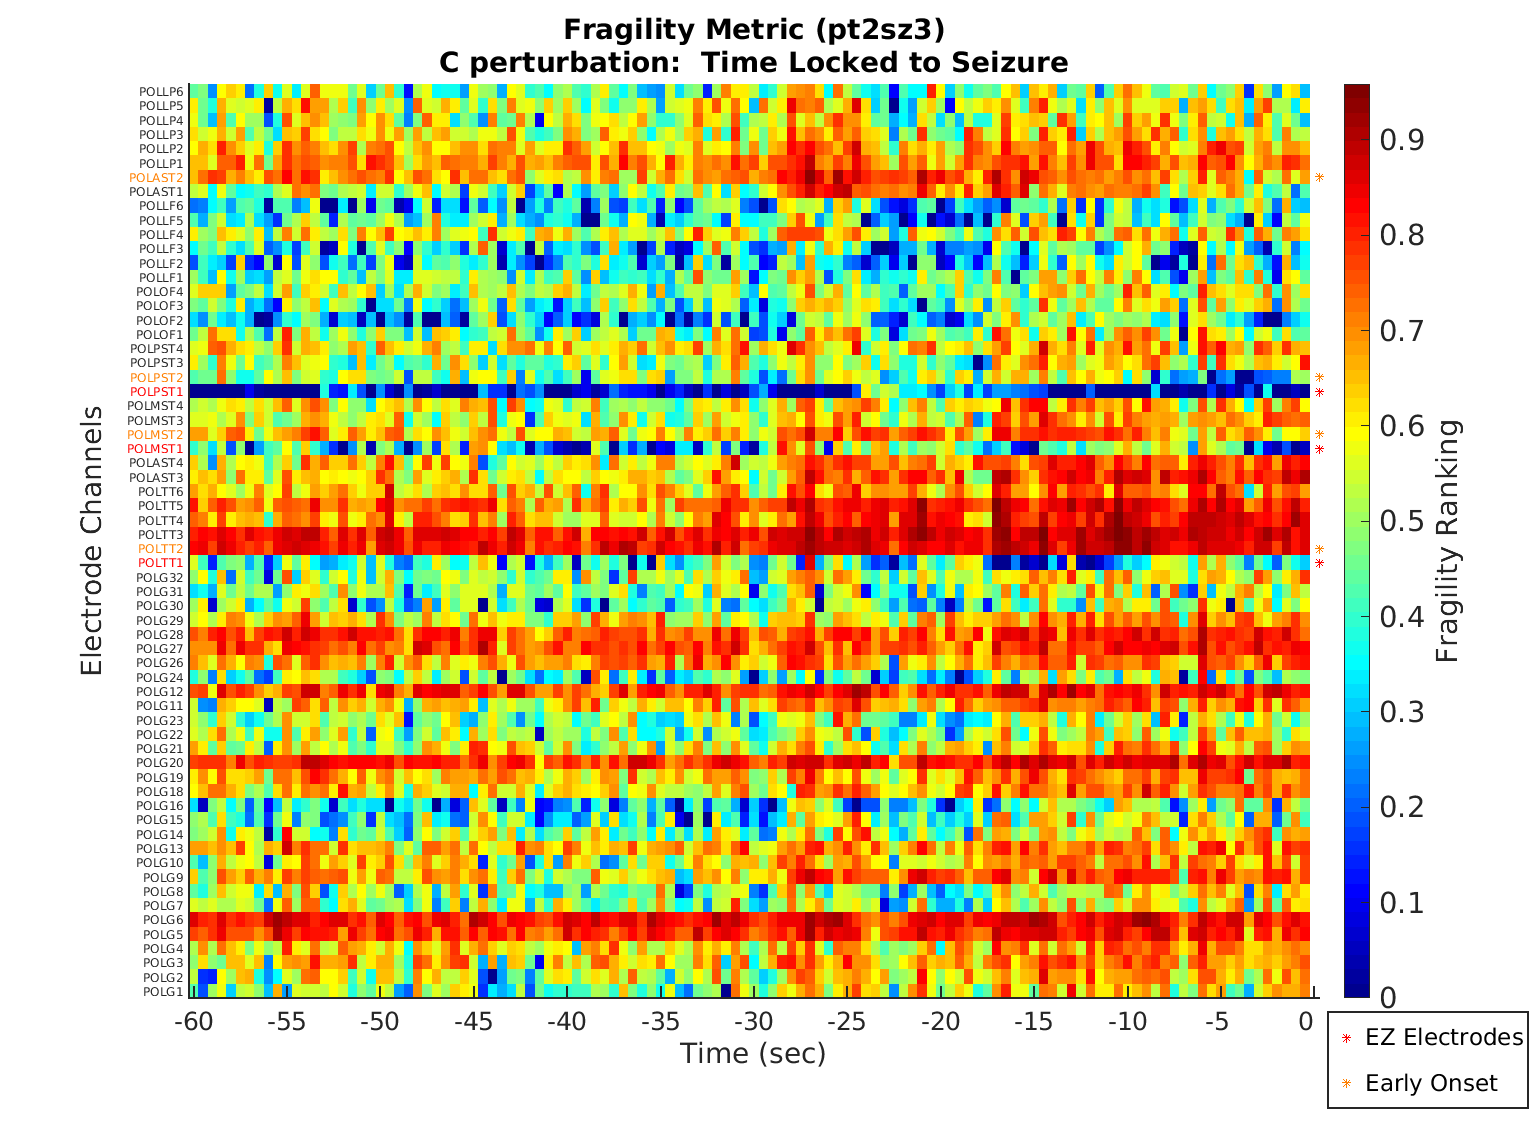 Fragility Metric (pt2sz3)
C perturbation:  Time Locked to Seizure
POLLP6
POLLP5
POLLP4
POLLP3
POLLP2
POLLP1
POLAST2
POLAST1
POLLF6
POLLF5
POLLF4
POLLF3
POLLF2
POLLF1
POLOF4
POLOF3
POLOF2
POLOF1
POLPST4
POLPST3
POLPST2
POLPST1
POLMST4
POLMST3
POLMST2
POLMST1
POLAST4
POLAST3
POLTT6
POLTT5
POLTT4
POLTT3
POLTT2
POLTT1
POLG32
POLG31
POLG30
POLG29
POLG28
POLG27
POLG26
POLG24
POLG12
POLG11
POLG23
POLG22
POLG21
POLG20
POLG19
POLG18
POLG16
POLG15
POLG14
POLG13
POLG10
POLG9
POLG8
POLG7
POLG6
POLG5
POLG4
POLG3
POLG2
POLG1
Electrode Channels
-60 -55 -50 -45 -40 -35 -30 -25 -20 -15 -10 -5 0
Time (sec)
0.9
0.8
0.7
0.6
0.5
0.4
0.3
0.2
0.1
0
Fragility Ranking
EZ Electrodes
Early Onset